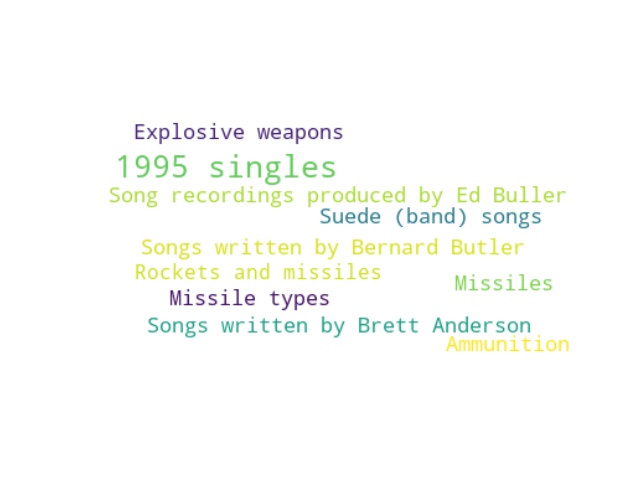 Explosive weapons
1995 singles
Song recordings produced by Ed Buller
Suede (band) songs
Songs written by Bernard Butler
Rockets and missiles
Missiles
Missile types
Songs written by Brett Anderson
Ammunition